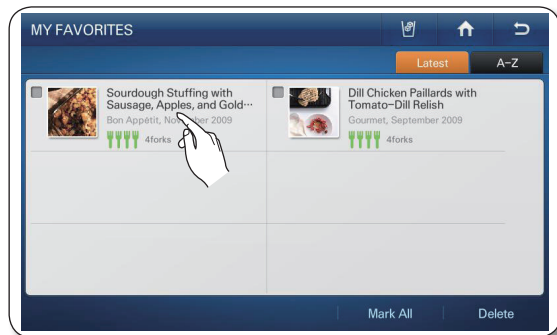 MY FAVORITES
Latest
A-Z
Sourdough Stuffing with
Sausage, Apples, and Gold…
Bon Appétit, November 2009
4forks
Dill Chicken Paillards with
Tomato-Dill Relish
Gourmet, September 2009
4forks
Mark All
Delete